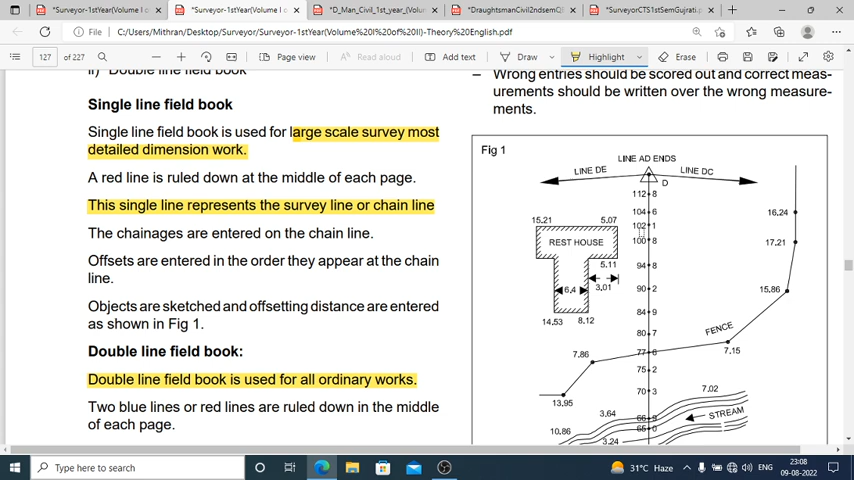 *Surveyor-1stYear(Volume I o
*Surveyor-1stYear(Volume I of
*D_Man_Civil_1st_year_(Volum
*DraughtsmanCivil2ndsemQB
*SurveyorCTS1stSemGujrati.p
File
C:/Users/Mithran/Desktop/Surveyor/Surveyor-1stYear(Volume%20I%20of%20II)-Theory%20English.pdf
127 of 227
Page view
Read aloud
Add text
Draw
Highlight
Erase
ii) Double line field book
Single line field book
Single line field book is used for large scale survey most
detailed dimension work.
A red line is ruled down at the middle of each page.
This single line represents the survey line or chain line
The chainages are entered on the chain line.
Offsets are entered in the order they appear at the chain
line.
Objects are sketched and offsetting distance are entered
as shown in Fig 1.
Double line field book:
Double line field book is used for all ordinary works.
Two blue lines or red lines are ruled down in the middle
of each page.
– Wrong entries should be scored out and correct meas-
urements should be written over the wrong measure-
ments.
Fig 1
LINE AD ENDS
LINE DE
LINE DC
D
112 8
104 6
102 1
100 8
94 8
90 2
84 9
80 7
77 6
75 2
70 3
66 9
65 0
15.21
5.07
REST HOUSE
5.11
6.4
3.01
14.53
8.12
16.24
17.21
15.86
FENCE
7.15
7.86
13.95
7.02
3.64
STREAM
10.86
3.24
Type here to search
31°C Haze
ENG
23:08
09-08-2022